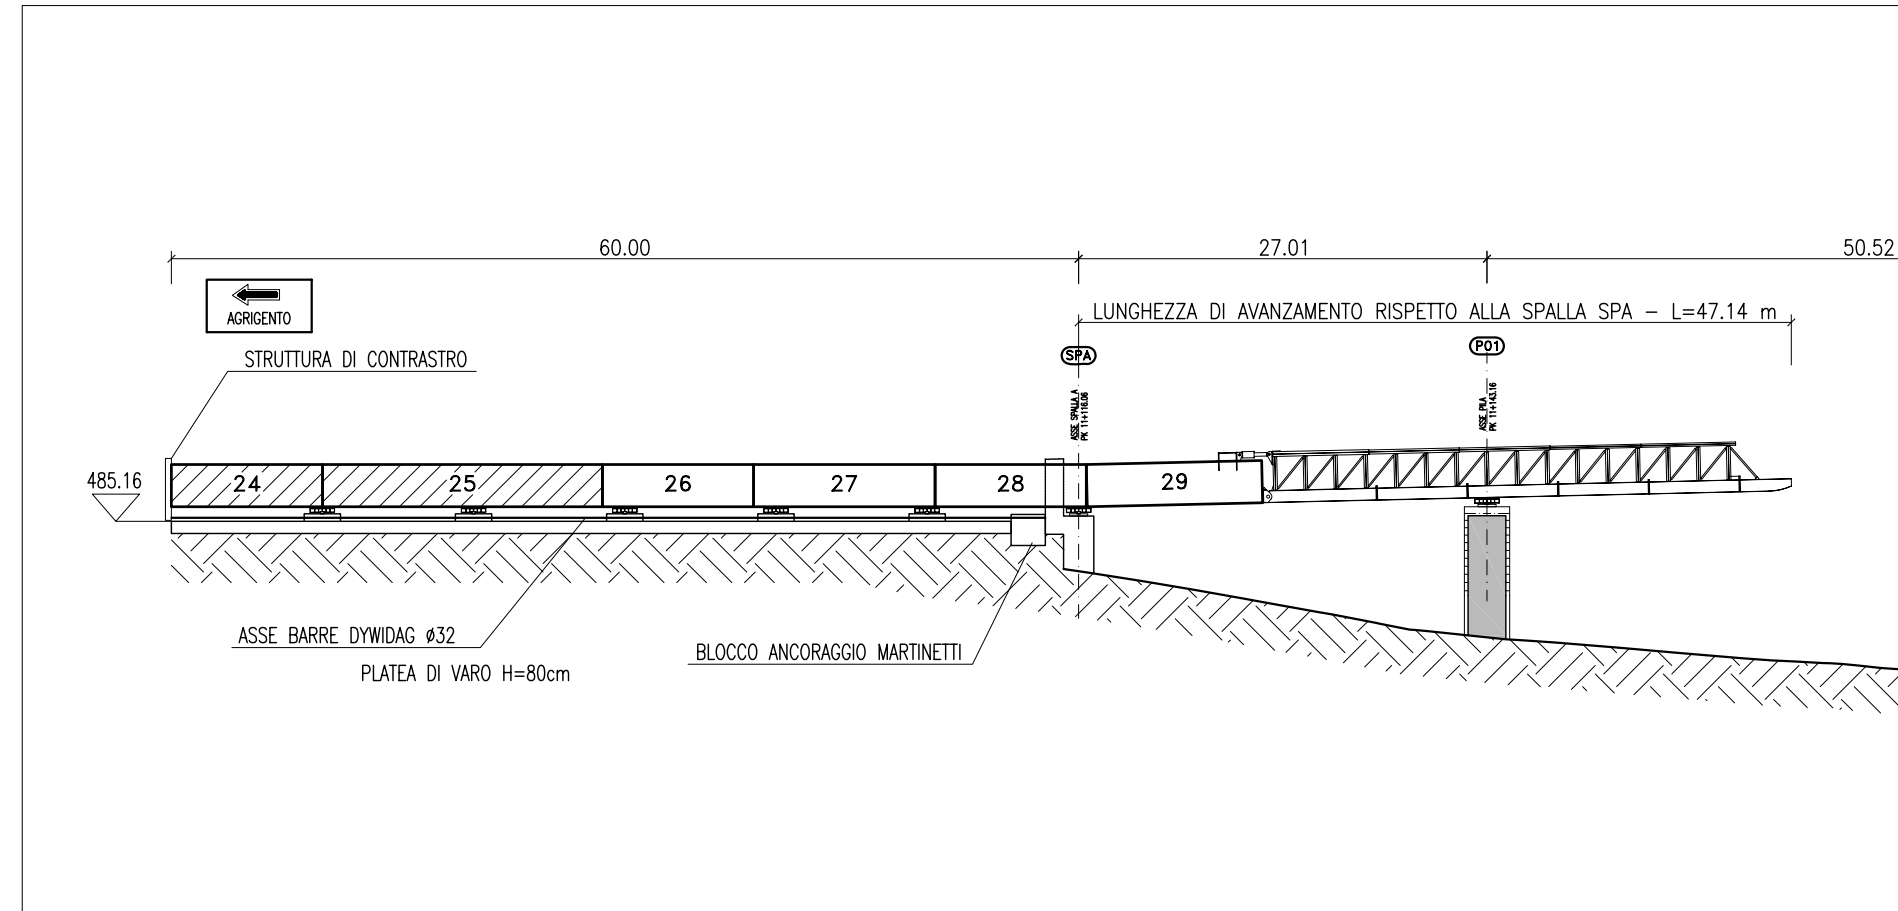 60.00
27.01
50.52
AGRIGENTO
LUNGHEZZA DI AVANZAMENTO RISPETTO ALLA SPALLA SPA – L=47.14 m
STRUTTURA DI CONTRASTRO
SPA
P01
ASSE SPALLA A
PK 11+116.06
ASSE PILA
PK 11+143.16
485.16
24
25
26
27
28
29
ASSE BARRE DYWIDAG ø32
PLATEA DI VARO H=80cm
BLOCCO ANCORAGGIO MARTINETTI